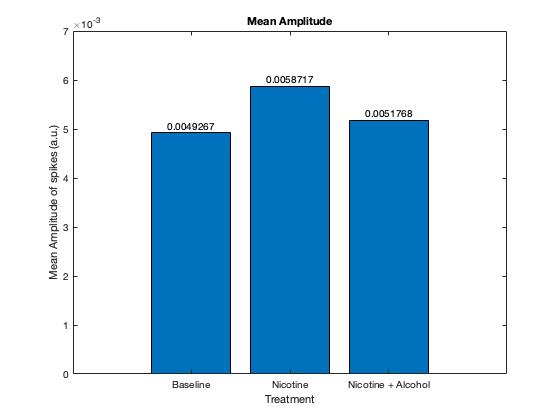 Mean Amplitude
×10-3
7
6
5
4
3
2
1
0
Mean Amplitude of spikes (a.u.)
0.0049267
0.0058717
0.0051768
Baseline
Nicotine
Nicotine + Alcohol
Treatment